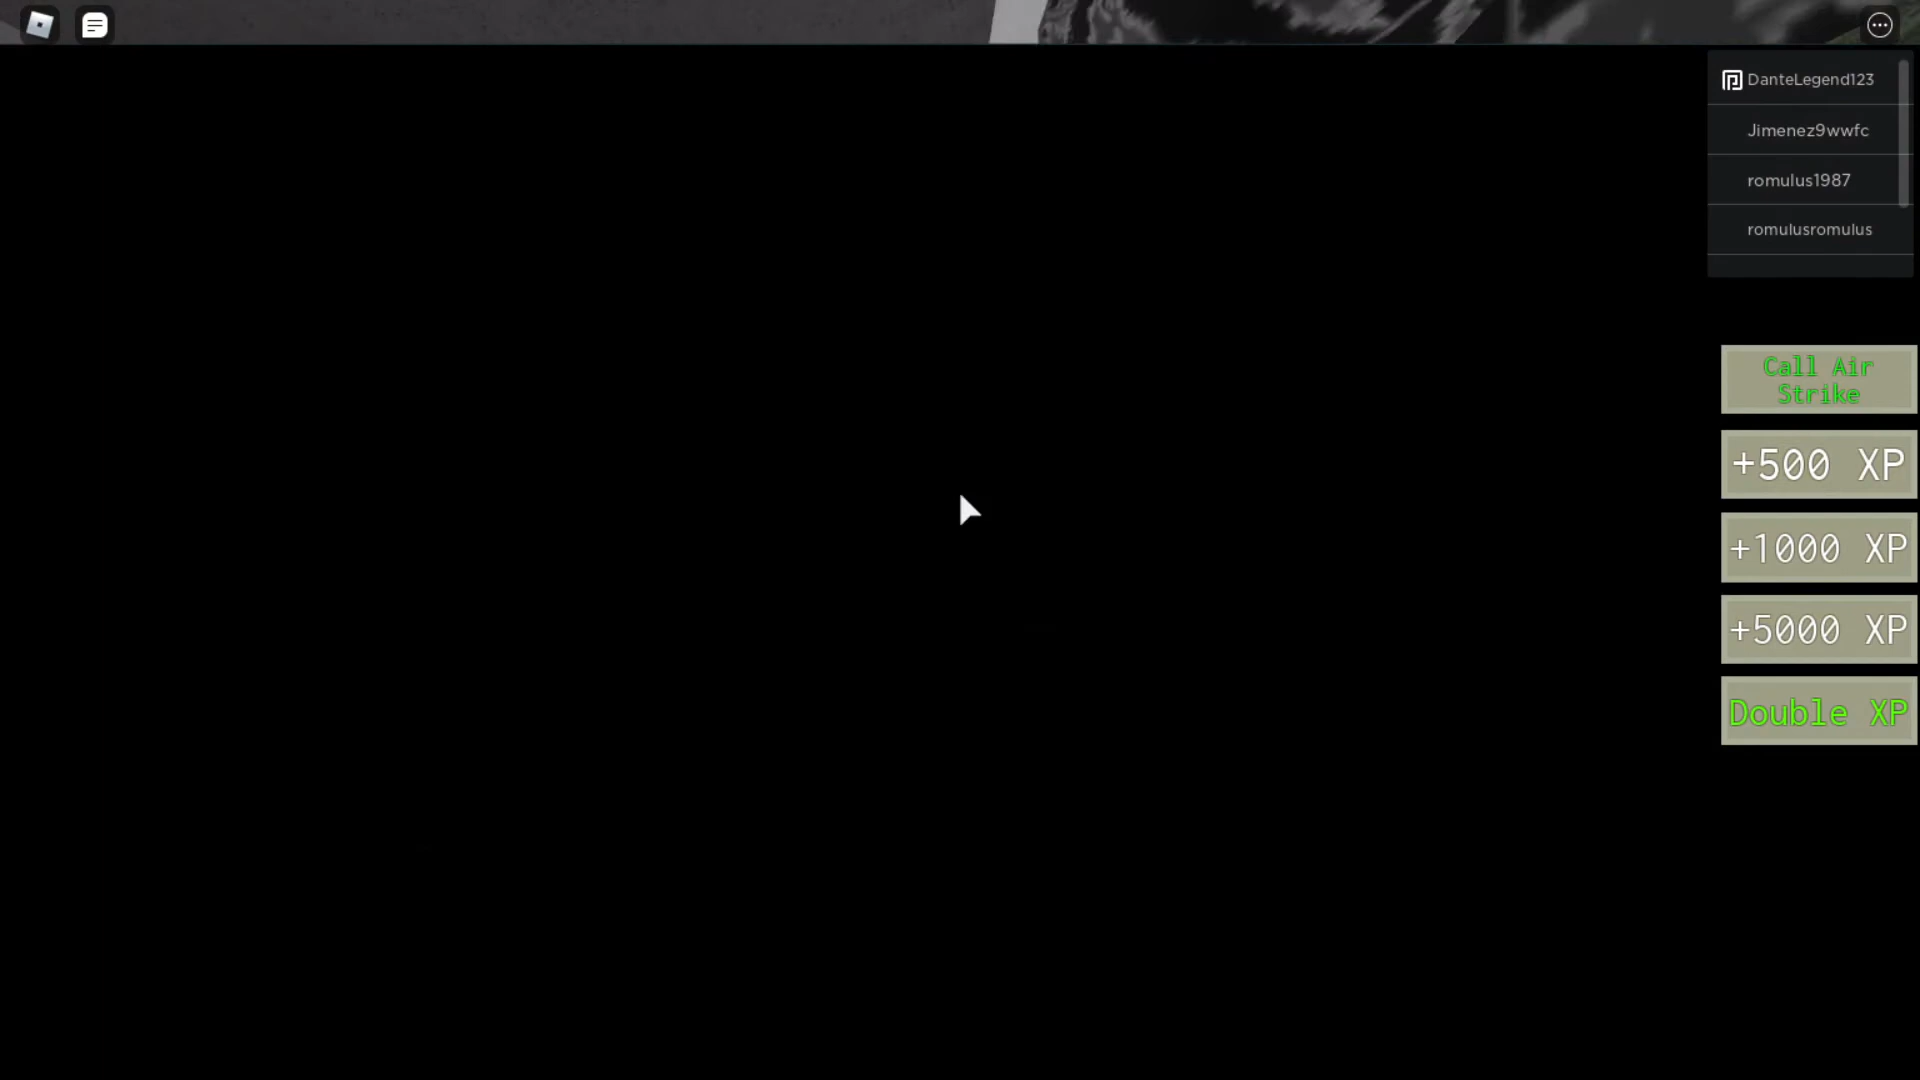 DanteLegend123
Jimenez9wwfc
romulus1987
romulusromulus
Call Air
Strike
+500 XP
+1000 XP
+5000 XP
Double XP